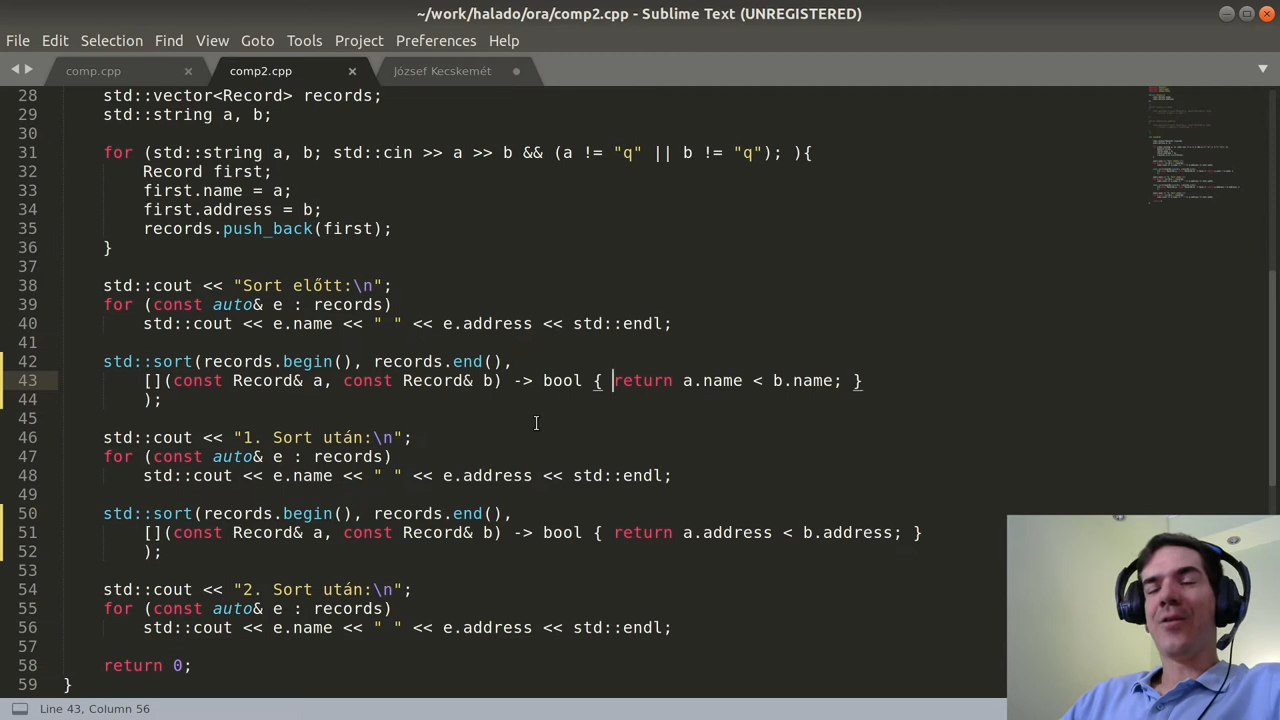 ~/work/halado/ora/comp2.cpp - Sublime Text (UNREGISTERED)
File Edit Selection Find View Goto Tools Project Preferences Help
comp.cpp comp2.cpp József Kecskemét
28 std::vector<Record> records;
29 std::string a, b;
30
31 for (std::string a, b; std::cin >> a >> b && (a != "q" || b != "q"); ){
32 Record first;
33 first.name = a;
34 first.address = b;
35 records.push_back(first);
36 }
37
38 std::cout << "Sort előtt:\n";
39 for (const auto& e : records)
40 std::cout << e.name << " " << e.address << std::endl;
41
42 std::sort(records.begin(), records.end(),
43 [](const Record& a, const Record& b) -> bool { return a.name < b.name; }
44 );
45
46 std::cout << "1. Sort után:\n";
47 for (const auto& e : records)
48 std::cout << e.name << " " << e.address << std::endl;
49
50 std::sort(records.begin(), records.end(),
51 [](const Record& a, const Record& b) -> bool { return a.address < b.address; }
52 );
53
54 std::cout << "2. Sort után:\n";
55 for (const auto& e : records)
56 std::cout << e.name << " " << e.address << std::endl;
57
58 return 0;
59 }
Line 43, Column 56